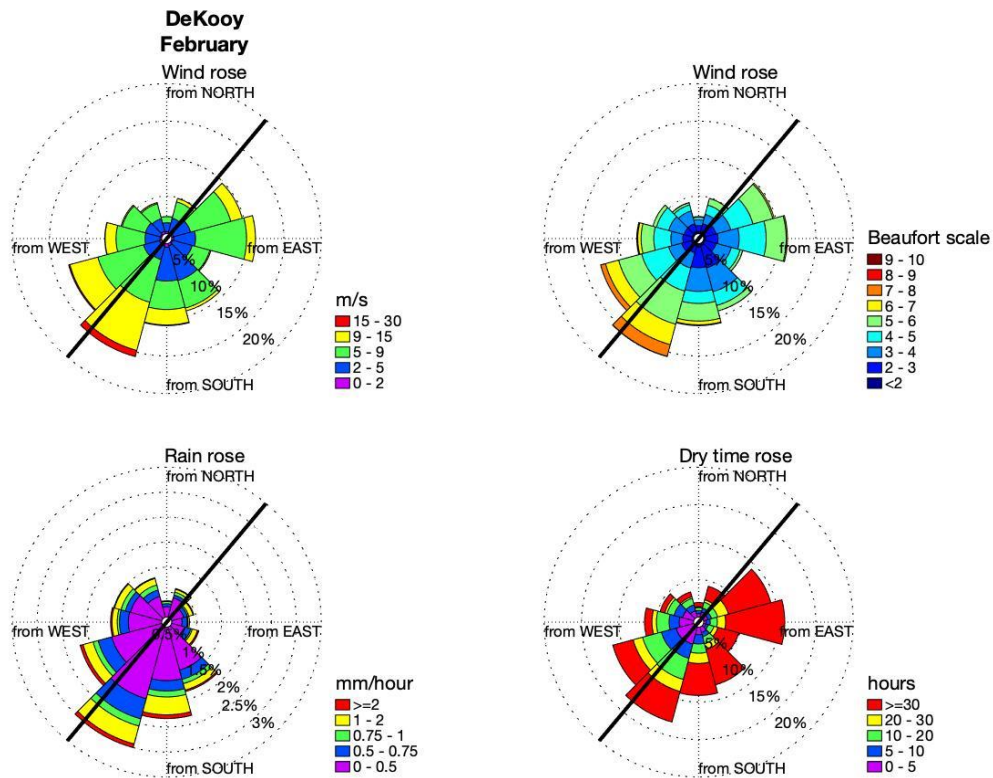 DeKooy
February
Wind rose
from NORTH
from WEST
from EAST
5%
10%
15%
20%
from SOUTH
m/s
15 - 30
9 - 15
5 - 9
2 - 5
0 - 2
Wind rose
from NORTH
from WEST
from EAST
5%
10%
15%
20%
from SOUTH
Beaufort scale
9 - 10
8 - 9
7 - 8
6 - 7
5 - 6
4 - 5
3 - 4
2 - 3
<2
Rain rose
from NORTH
from WEST
from EAST
0.5%
1%
1.5%
2%
2.5%
3%
from SOUTH
mm/hour
>=2
1 - 2
0.75 - 1
0.5 - 0.75
0 - 0.5
Dry time rose
from NORTH
from WEST
from EAST
5%
10%
15%
20%
from SOUTH
hours
>=30
20 - 30
10 - 20
5 - 10
0 - 5